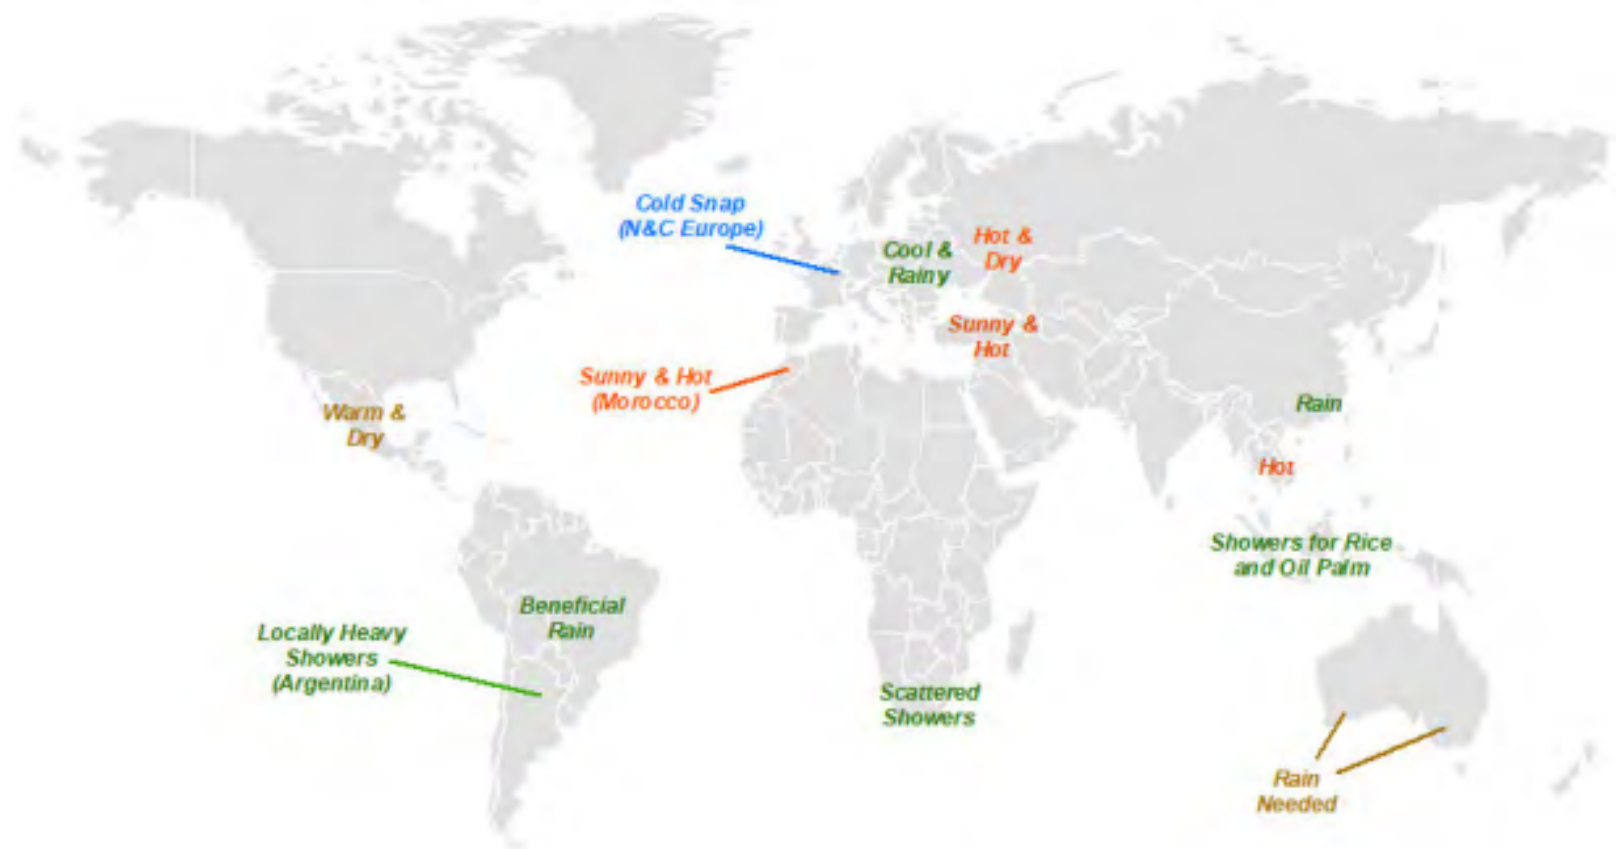 Cold Snap
(N&C Europe)
Cool &
Rainy
Hot &
Dry
Sunny &
Hot
Sunny & Hot
(Morocco)
Warm &
Dry
Rain
Hot
Showers for Rice
and Oil Palm
Beneficial
Rain
Locally Heavy
Showers
(Argentina)
Scattered
Showers
Rain
Needed